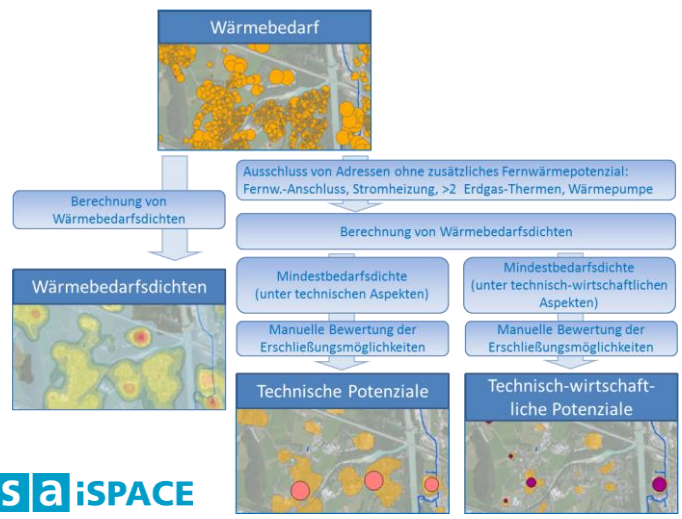 Wärmebedarf
Ausschluss von Adressen ohne zusätzliches Fernwärmepotenzial:
Fernw.-Anschluss, Stromheizung, >2 Erdgas-Thermen, Wärmepumpe
Berechnung von
Wärmebedarfsdichten
Berechnung von Wärmebedarfsdichten
Wärmebedarfsdichten
Mindestbedarfsdichte
(unter technischen Aspekten)
Mindestbedarfsdichte
(unter technisch-wirtschaftlichen
Aspekten)
Manuelle Bewertung der
Erschließungsmöglichkeiten
Manuelle Bewertung der
Erschließungsmöglichkeiten
Technische Potenziale
Technisch-wirtschaft-
liche Potenziale
sa iSPACE